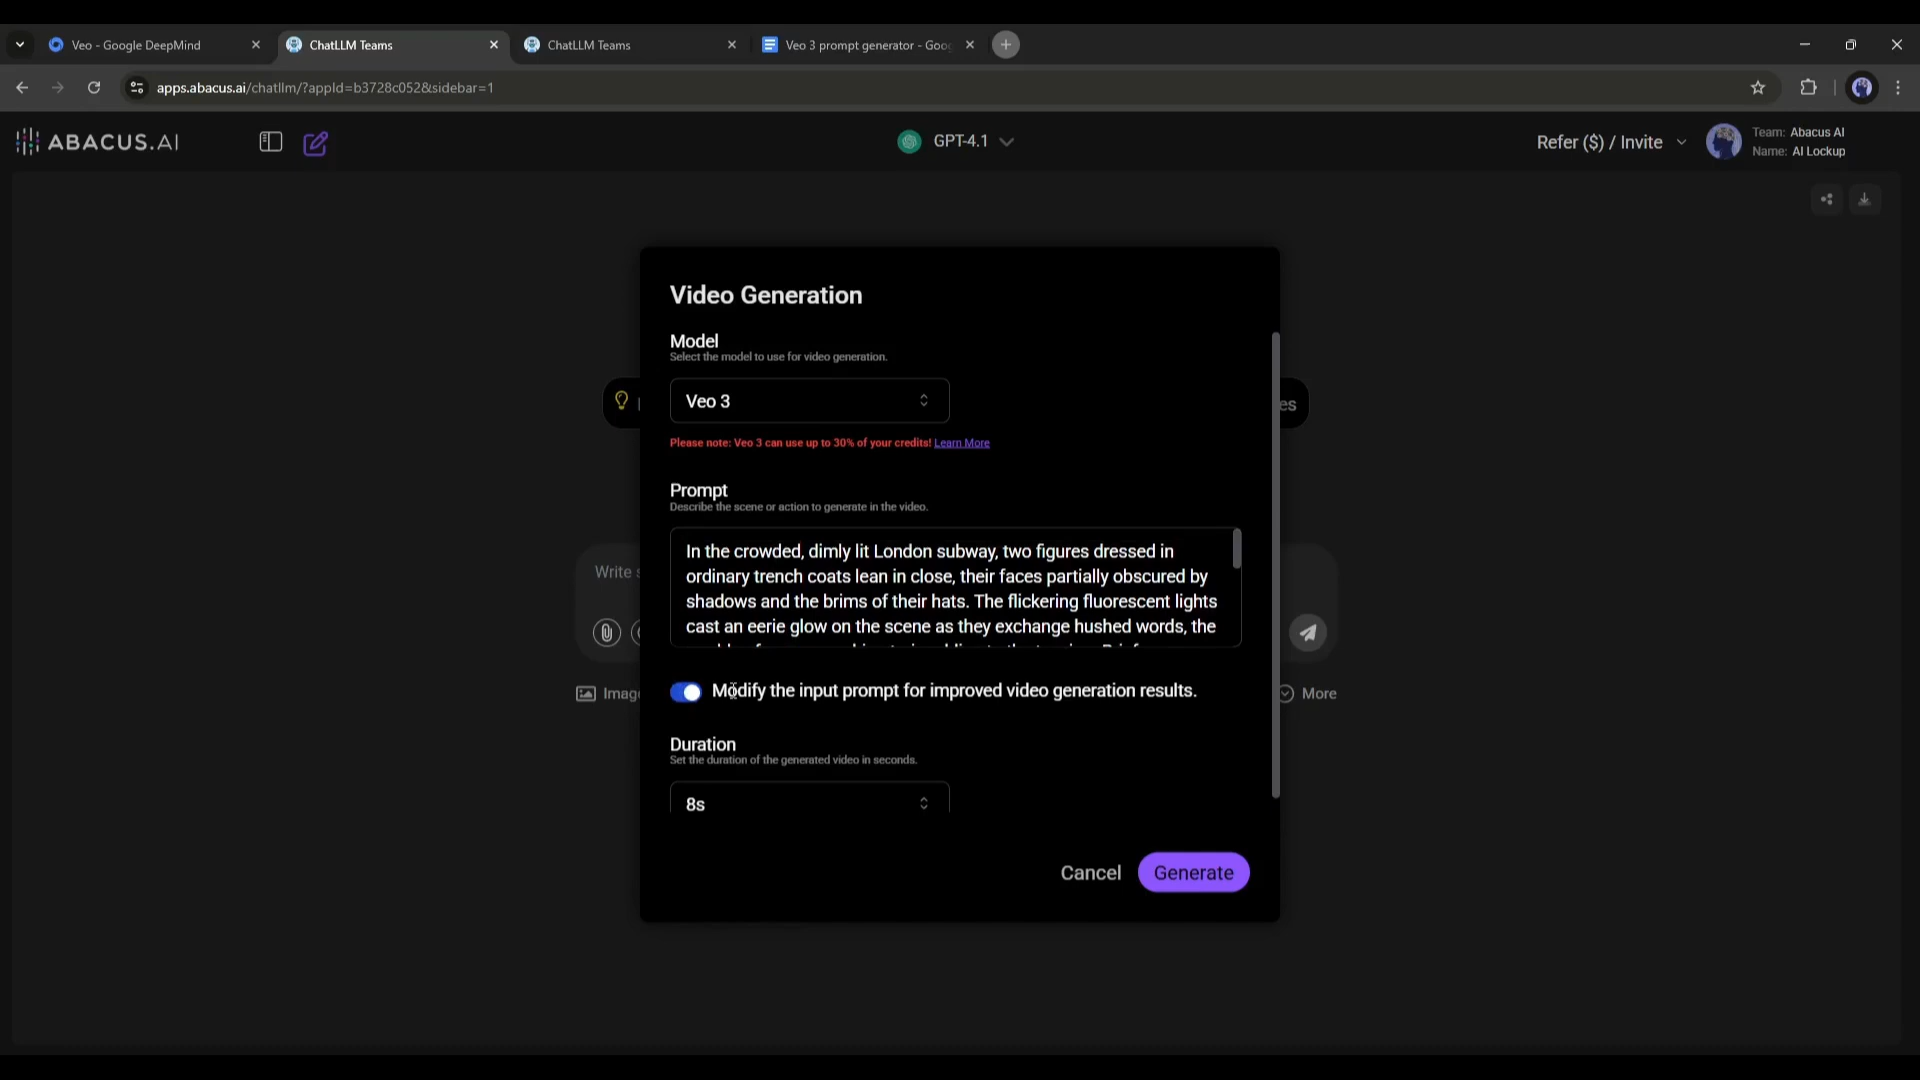 Veo - Google DeepMind
ChatLLM Teams
ChatLLM Teams
Veo 3 prompt generator - Goo
apps.abacus.ai/chatllm/?appId=b3728c052&sidebar=1
ABACUS.AI
GPT-4.1
Refer ($) / Invite
Team: Abacus AI
Name: AI Lockup
Video Generation
Model
Select the model to use for video generation.
Veo 3
es
Please note: Veo 3 can use up to 30% of your credits! Learn More
Prompt
Describe the scene or action to generate in the video.
In the crowded, dimly lit London subway, two figures dressed in
ordinary trench coats lean in close, their faces partially obscured by
shadows and the brims of their hats. The flickering fluorescent lights
cast an eerie glow on the scene as they exchange hushed words, the
Write s
Imag
Modify the input prompt for improved video generation results.
More
Duration
Set the duration of the generated video in seconds.
8s
Cancel
Generate